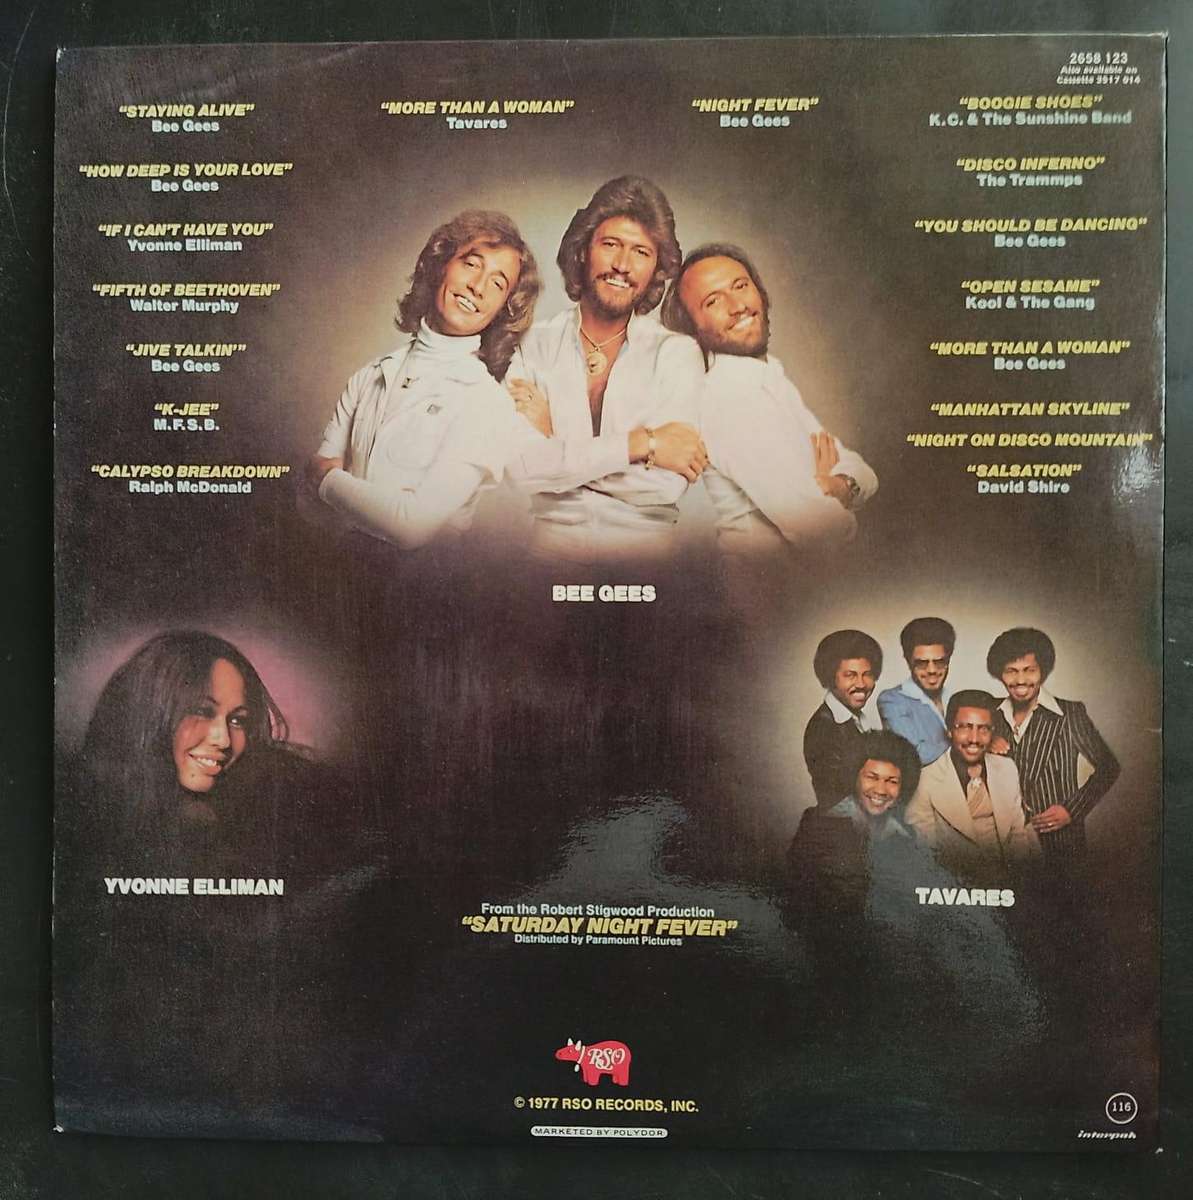 2658 123
Also available on
Cassette 3517 014
"STAYING ALIVE"
Bee Gees
"HOW DEEP IS YOUR LOVE"
Bee Gees
"IF I CAN'T HAVE YOU"
Yvonne Elliman
"FIFTH OF BEETHOVEN"
Walter Murphy
"JIVE TALKIN'"
Bee Gees
"K-JEE"
M.F.S.B.
"CALYPSO BREAKDOWN"
Ralph McDonald
"MORE THAN A WOMAN"
Tavares
"NIGHT FEVER"
Bee Gees
"BOOGIE SHOES"
K.C. & The Sunshine Band
"DISCO INFERNO"
The Trammps
"YOU SHOULD BE DANCING"
Bee Gees
"OPEN SESAME"
Kool & The Gang
"MORE THAN A WOMAN"
Bee Gees
"MANHATTAN SKYLINE"
"NIGHT ON DISCO MOUNTAIN"
"SALSATION"
David Shire
BEE GEES
YVONNE ELLIMAN
TAVARES
From the Robert Stigwood Production
"SATURDAY NIGHT FEVER"
Distributed by Paramount Pictures
RSO
© 1977 RSO RECORDS, INC.
MARKETED BY POLYDOR
116
interpak